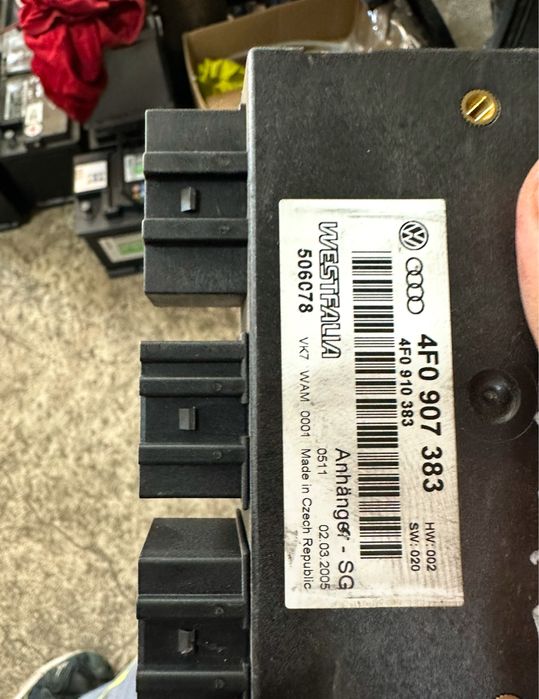 4F0 907 383
4F0 910 383
HW:002
SW:020
WESTFALIA
506078
Anhänger - SG
0511 02.03.2005
VK7 WAM 0001 Made in Czech Republic